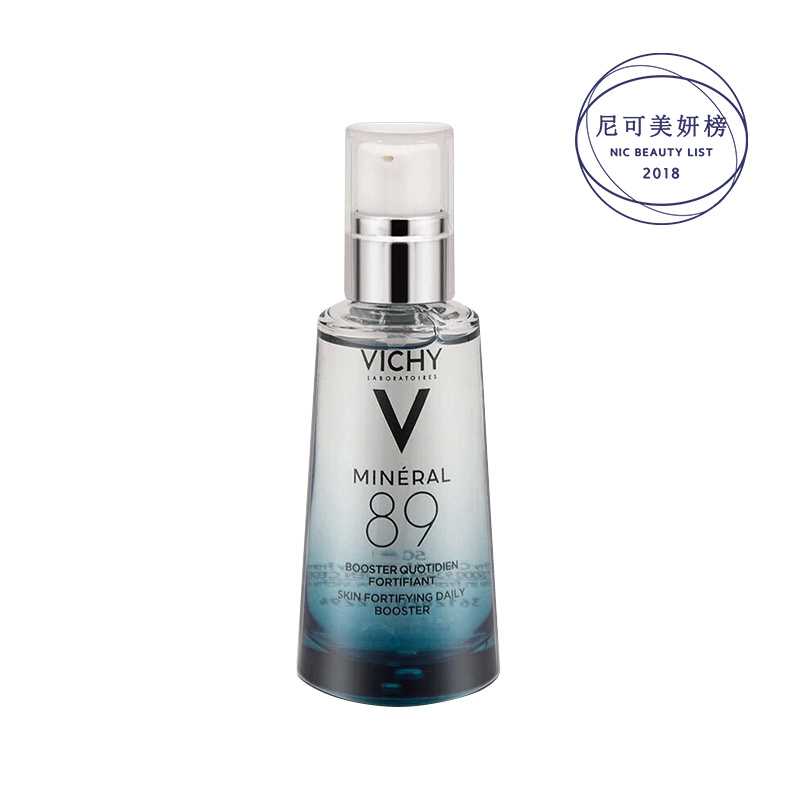 尼可美妍榜
NIC BEAUTY LIST
2018
VICHY
LABORATOIRES
V
MINÉRAL
89
BOOSTER QUOTIDIEN
FORTIFIANT
SKIN FORTIFYING DAILY
BOOSTER